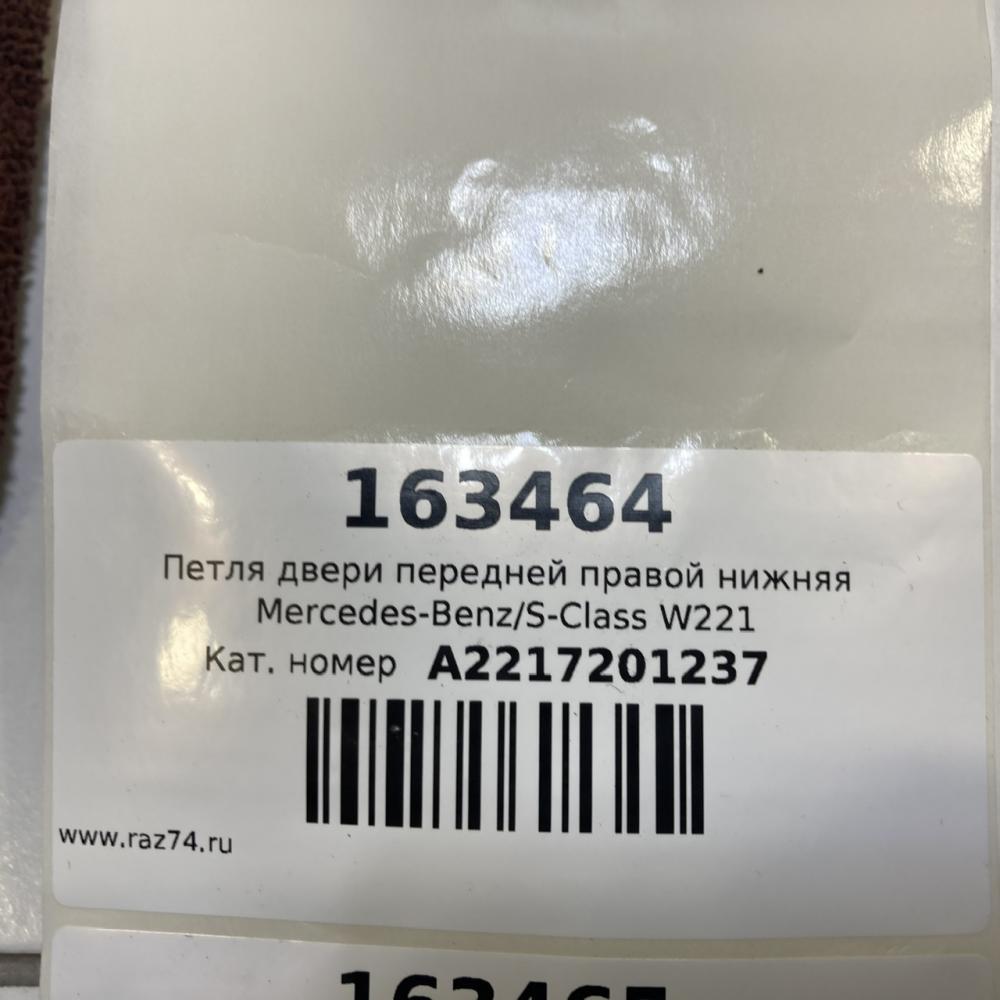 163464
Петля двери передней правой нижняя
Mercedes-Benz/S-Class W221
Кат. номер A2217201237
www.raz74.ru